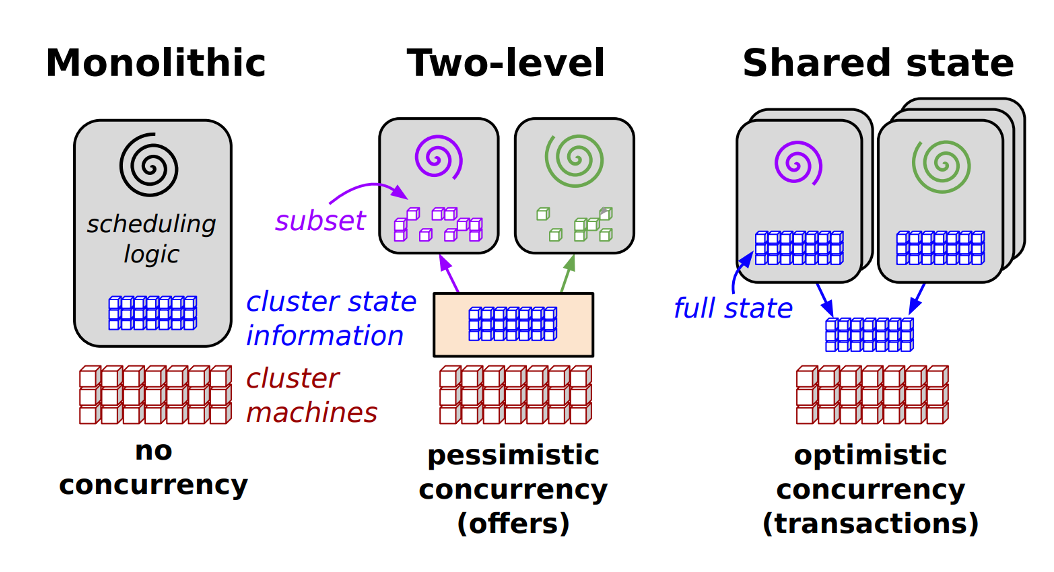 Monolithic
Two-level
Shared state
scheduling
logic
subset
cluster state
information
full state
cluster
machines
no
concurrency
pessimistic
concurrency
(offers)
optimistic
concurrency
(transactions)